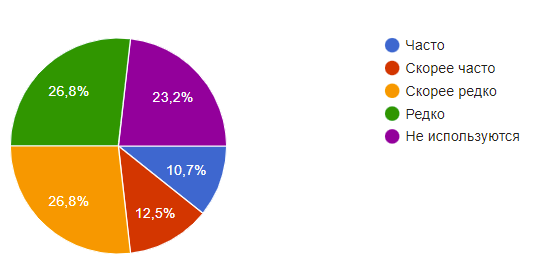 26,8%
23,2%
10,7%
12,5%
26,8%
Часто
Скорее часто
Скорее редко
Редко
Не используются